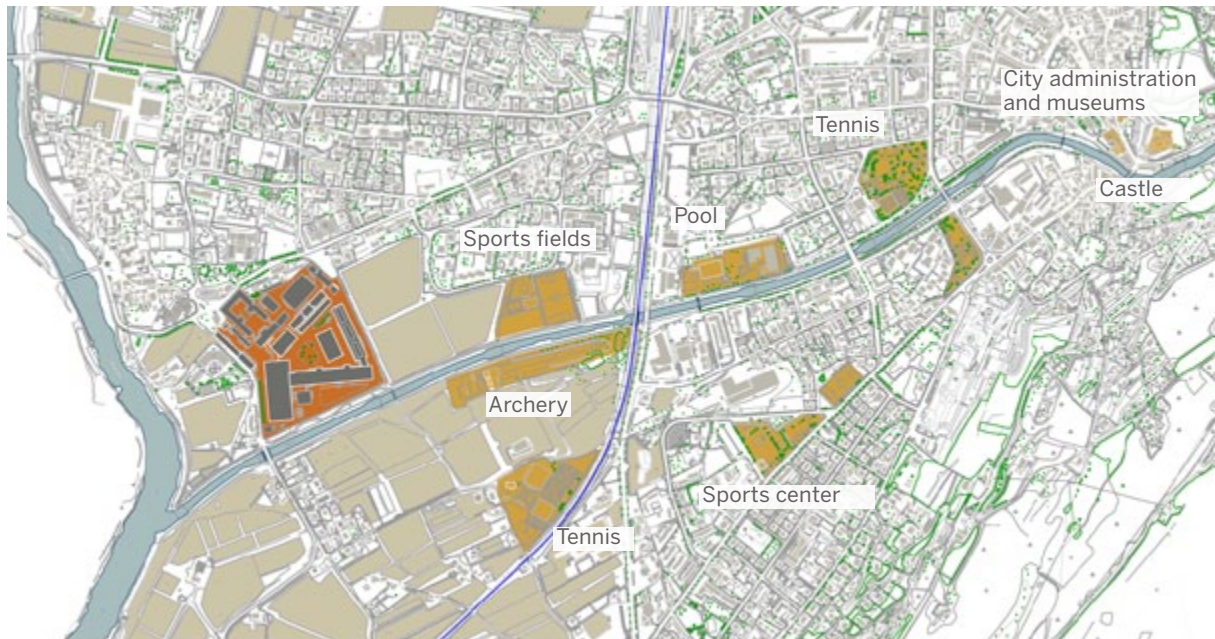 City administration
and museums
Tennis
Castle
Pool
Sports fields
Archery
Sports center
Tennis